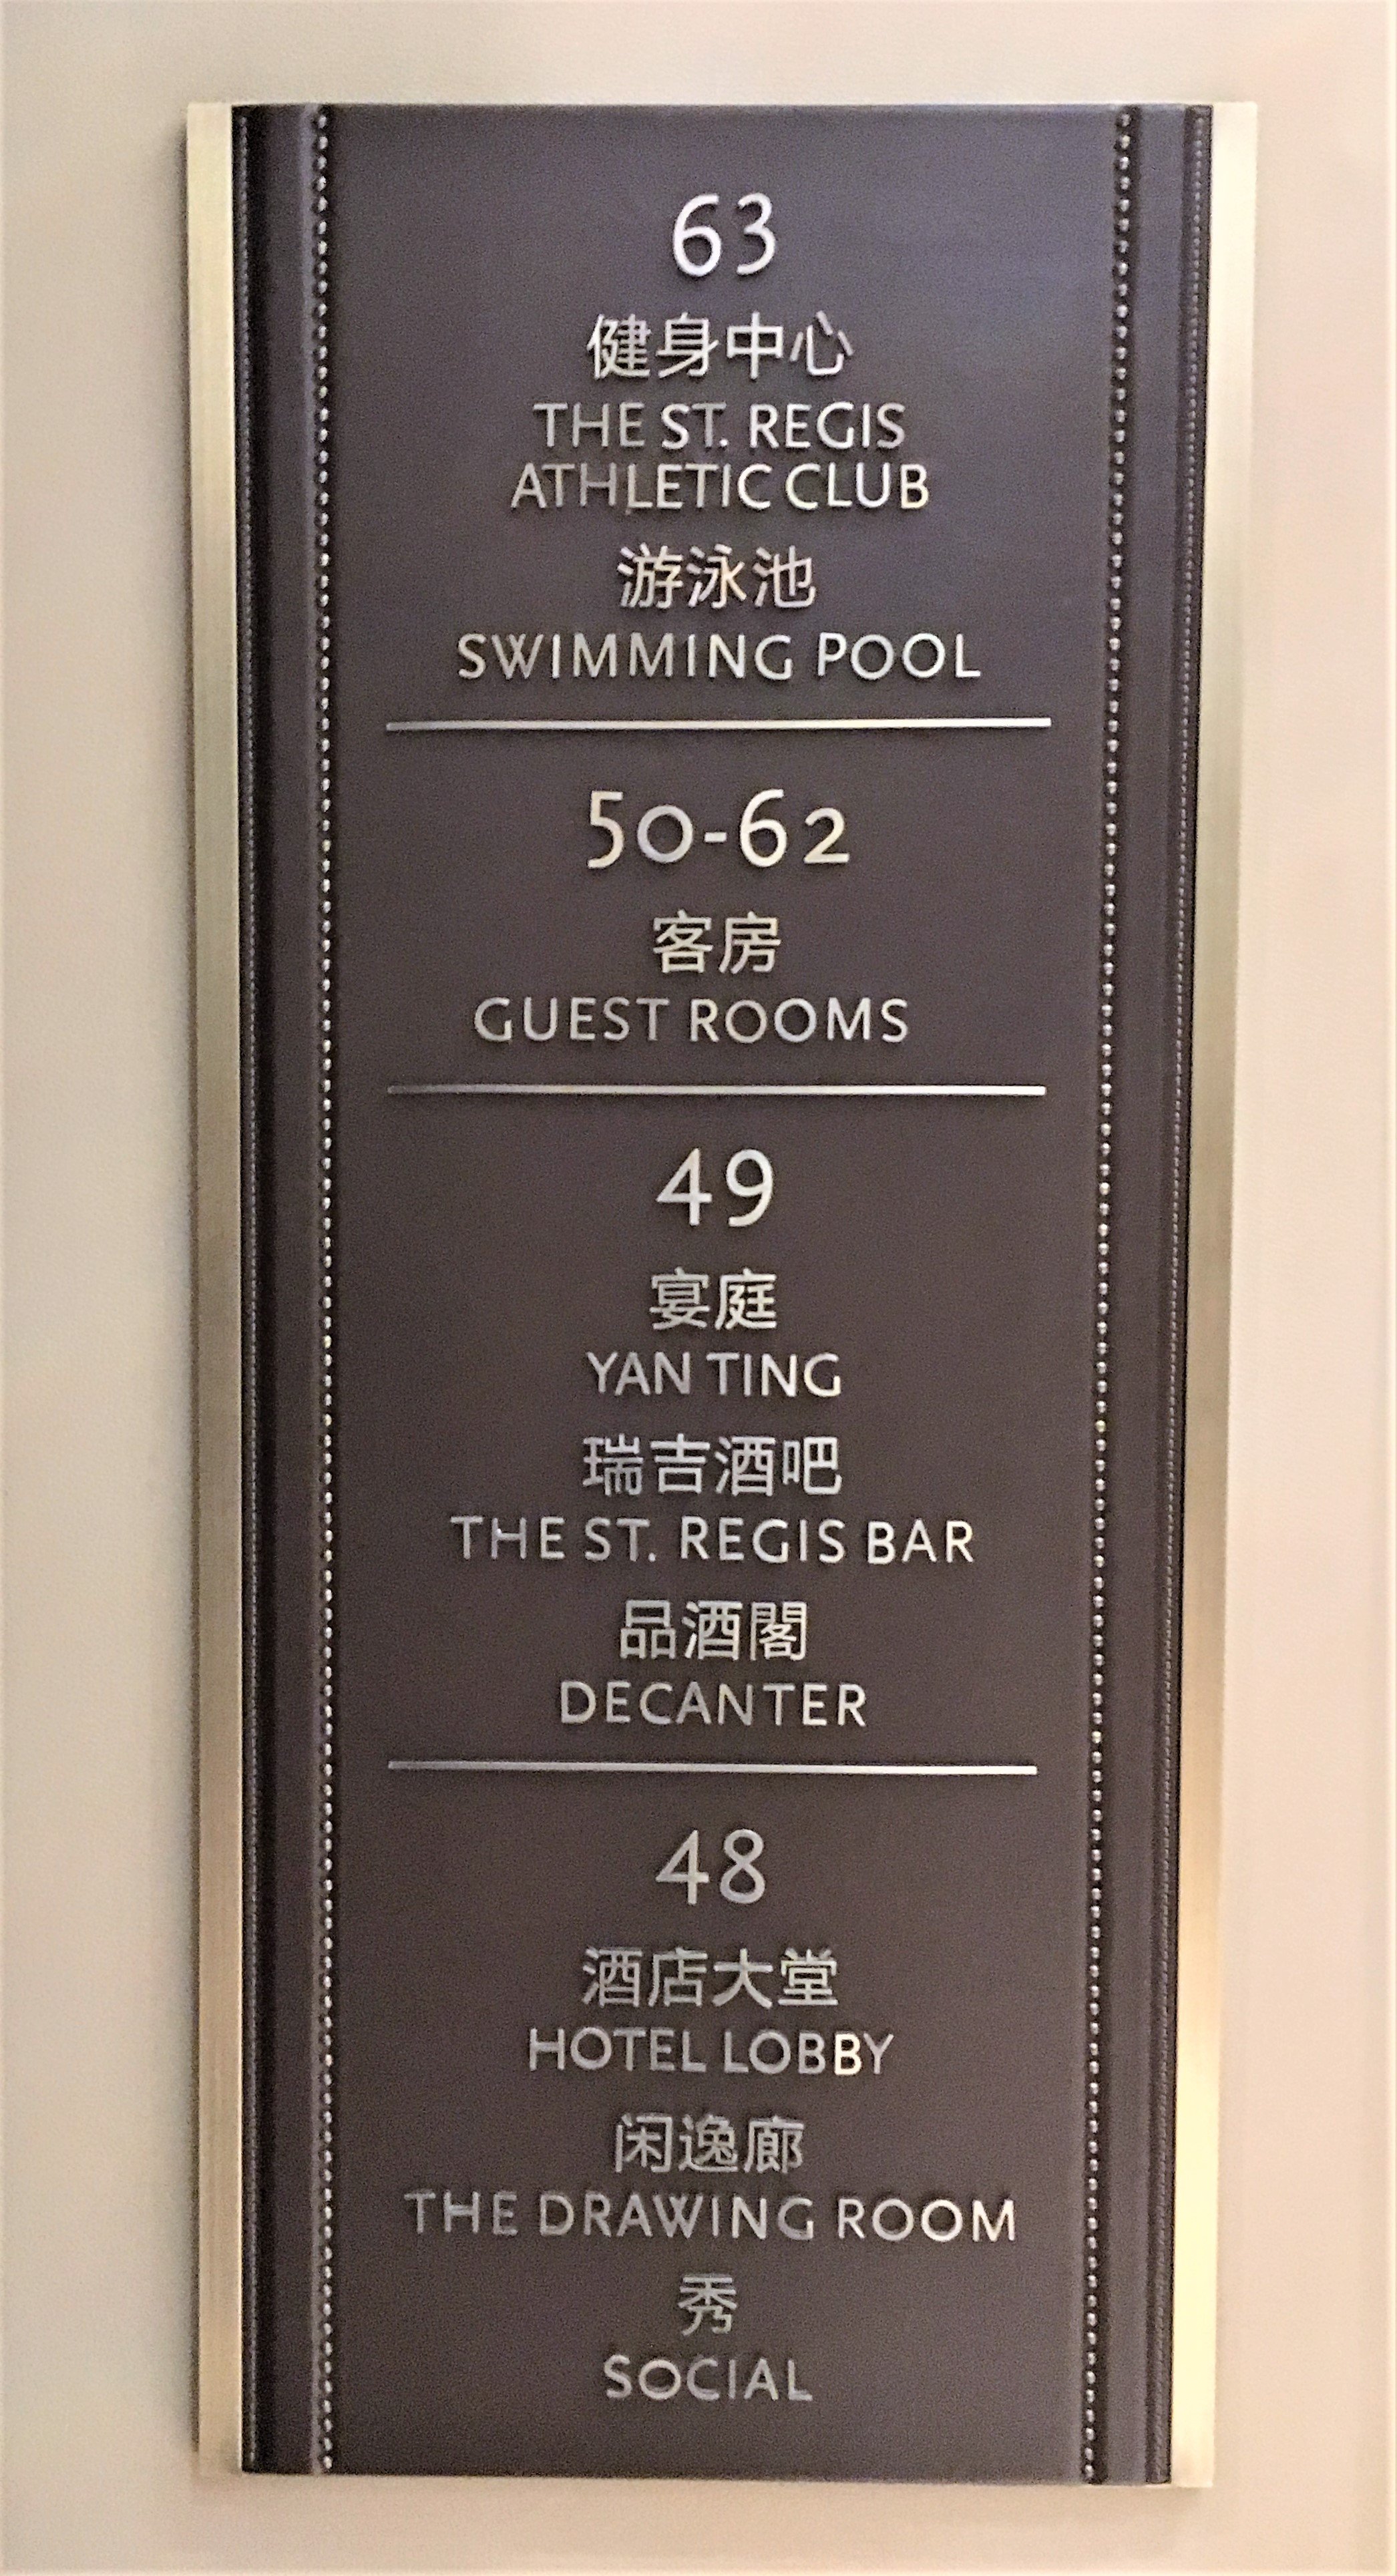 63
健身中心
THE ST. REGIS
ATHLETIC CLUB
游泳池
SWIMMING POOL
50-62
客房
GUEST ROOMS
49
宴庭
YAN TING
瑞吉酒吧
THE ST. REGIS BAR
品酒閣
DECANTER
48
酒店大堂
HOTEL LOBBY
闲逸廊
THE DRAWING ROOM
秀
SOCIAL